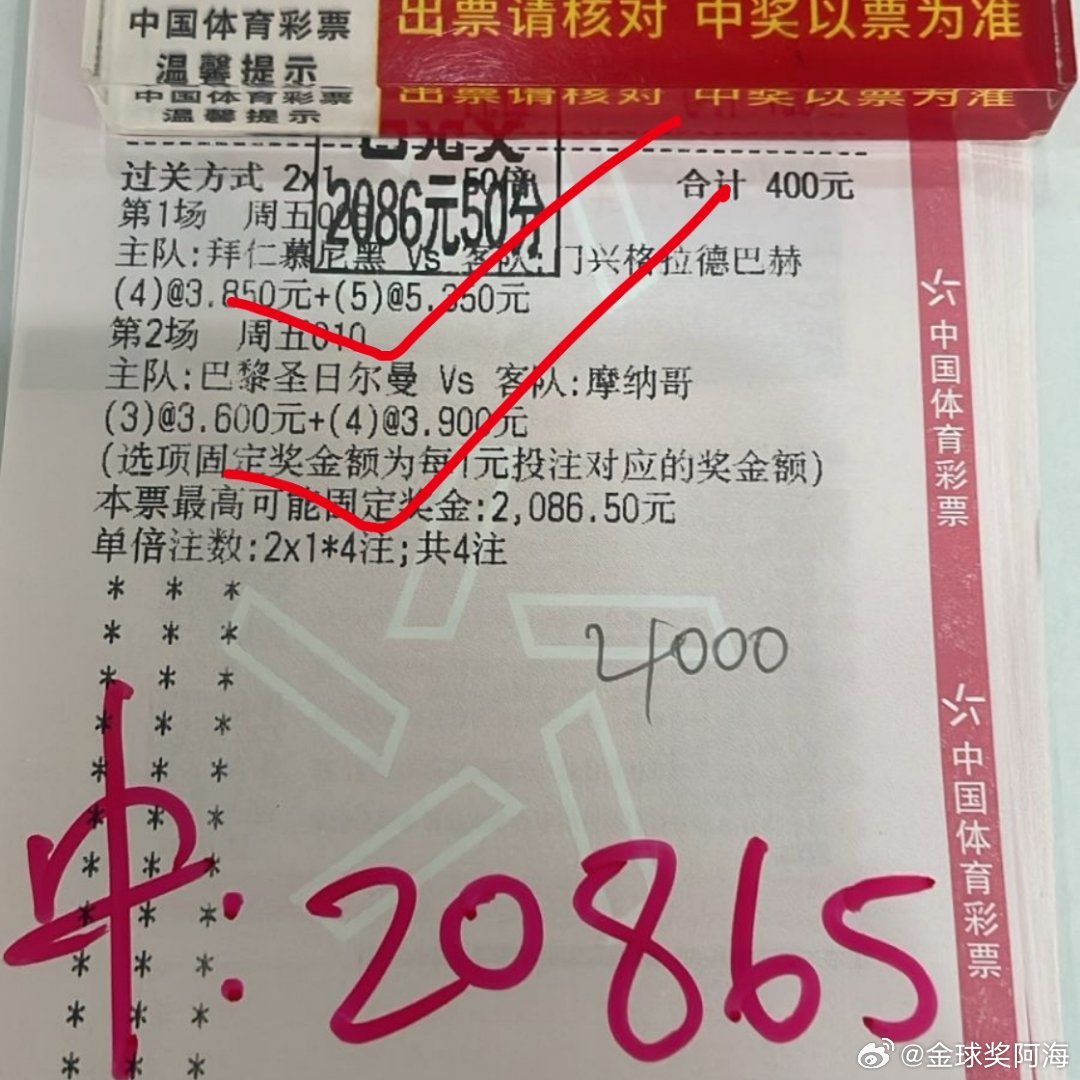 中国体育彩票
温馨提示
出票请核对 中奖以票为准
中国体育彩票
温馨提示
出票请核对 中奖以票为准
过关方式 2x1 50倍 合计 400元
2086元50分
第1场 周五
主队:拜仁慕尼黑 Vs 客队:门兴格拉德巴赫
(4)@3.850元+(5)@5.350元
第2场 周五010
主队:巴黎圣日尔曼 Vs 客队:摩纳哥
(3)@3.600元+(4)@3.900元
(选项固定奖金额为每1元投注对应的奖金额)
本票最高可能固定奖金:2,086.50元
单倍注数:2x1*4注;共4注
* * *
* * *
* * *
* * *
* * *
* * *
* * *
* * *
* * *
* * *
* * *
4000
中:20865
中国体育彩票
中国体育彩票
@金球奖阿海